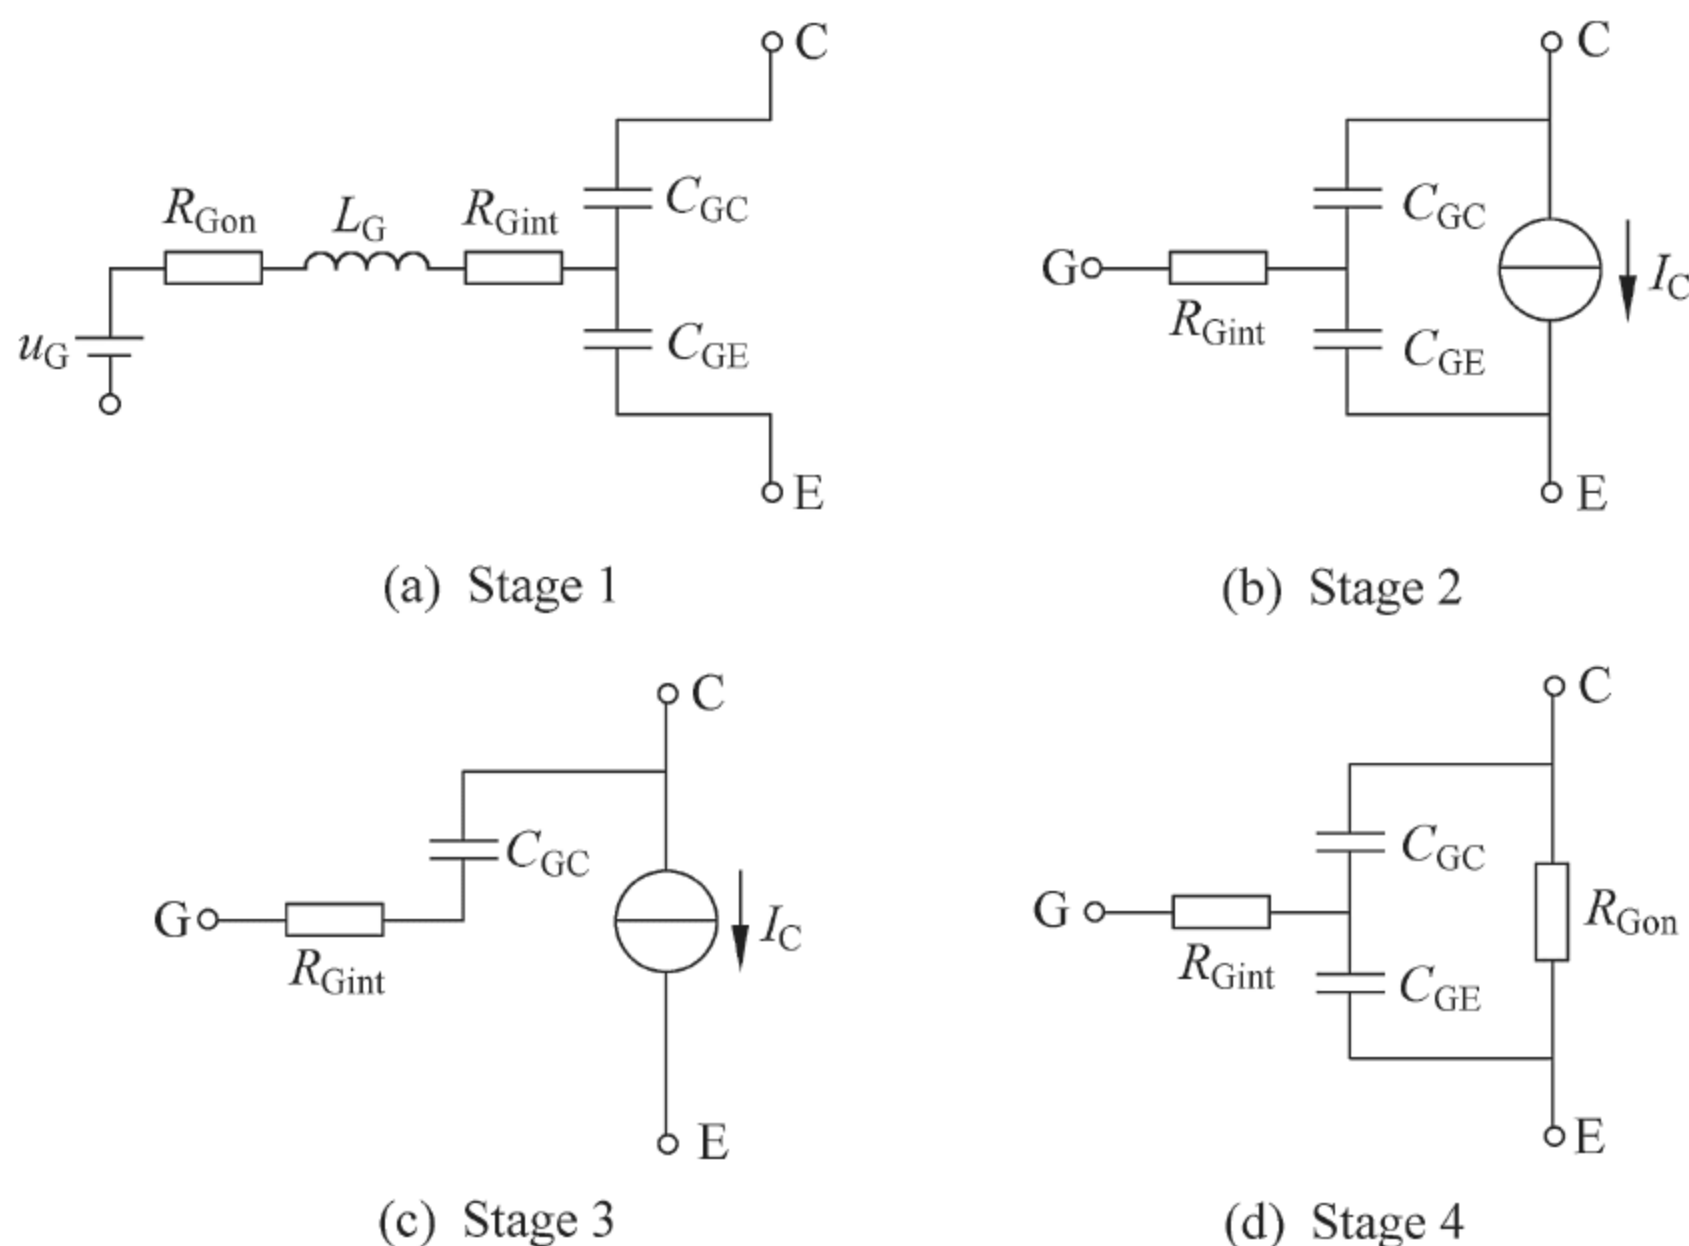 C
R_Gon
L_G
R_Gint
C_GC
u_G
C_GE
E
(a) Stage 1
C
C_GC
G
R_Gint
I_C
C_GE
E
(b) Stage 2
C
C_GC
G
R_Gint
I_C
E
(c) Stage 3
C
C_GC
G
R_Gint
R_Gon
C_GE
E
(d) Stage 4